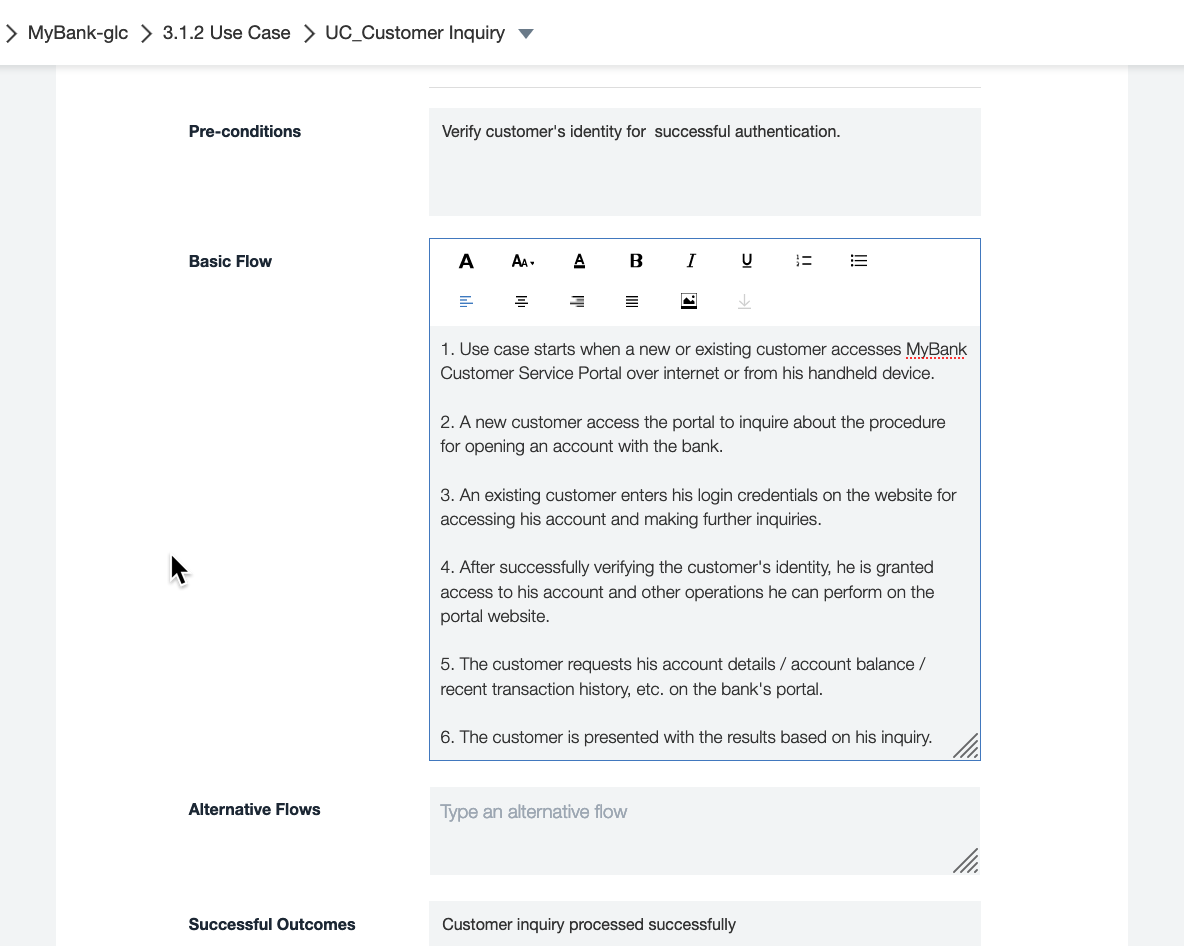 MyBank-glc 3.1.2 Use Case UC_Customer Inquiry
Pre-conditions
Verify customer's identity for  successful authentication.
Basic Flow
1. Use case starts when a new or existing customer accesses MyBank
Customer Service Portal over internet or from his handheld device.
2. A new customer access the portal to inquire about the procedure
for opening an account with the bank.
3. An existing customer enters his login credentials on the website for
accessing his account and making further inquiries.
4. After successfully verifying the customer's identity, he is granted
access to his account and other operations he can perform on the
portal website.
5. The customer requests his account details / account balance /
recent transaction history, etc. on the bank's portal.
6. The customer is presented with the results based on his inquiry.
Alternative Flows
Type an alternative flow
Successful Outcomes
Customer inquiry processed successfully